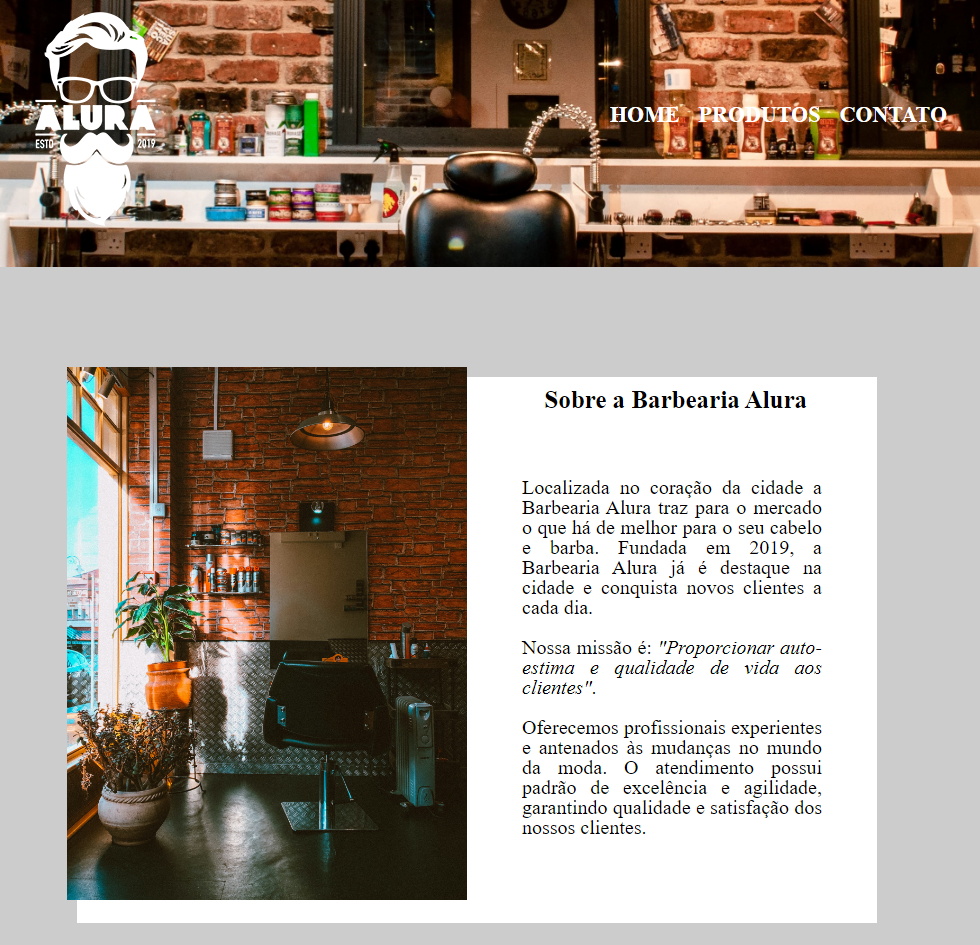 ALURA
ESTD 2019
HOME PRODUTOS CONTATO
Sobre a Barbearia Alura
Localizada no coração da cidade a
Barbearia Alura traz para o mercado
o que há de melhor para o seu cabelo
e barba. Fundada em 2019, a
Barbearia Alura já é destaque na
cidade e conquista novos clientes a
cada dia.
Nossa missão é: "Proporcionar auto-
estima e qualidade de vida aos
clientes".
Oferecemos profissionais experientes
e antenados às mudanças no mundo
da moda. O atendimento possui
padrão de excelência e agilidade,
garantindo qualidade e satisfação dos
nossos clientes.